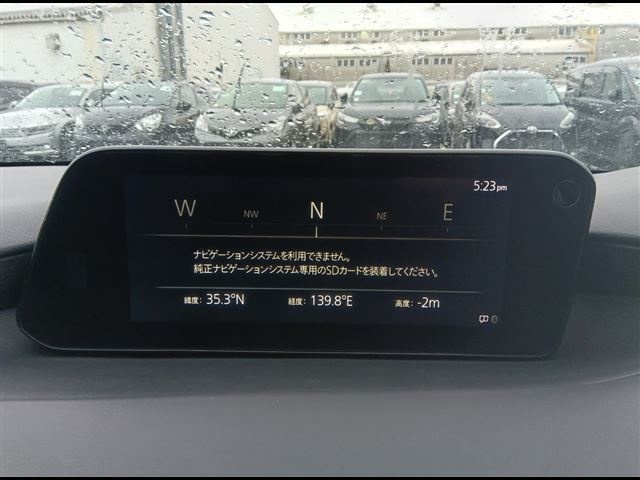 5:23pm
W NW N NE E
ナビゲーションシステムを利用できません。
純正ナビゲーションシステム専用のSDカードを装着してください。
緯度: 35.3°N 経度: 139.8°E 高度: -2m